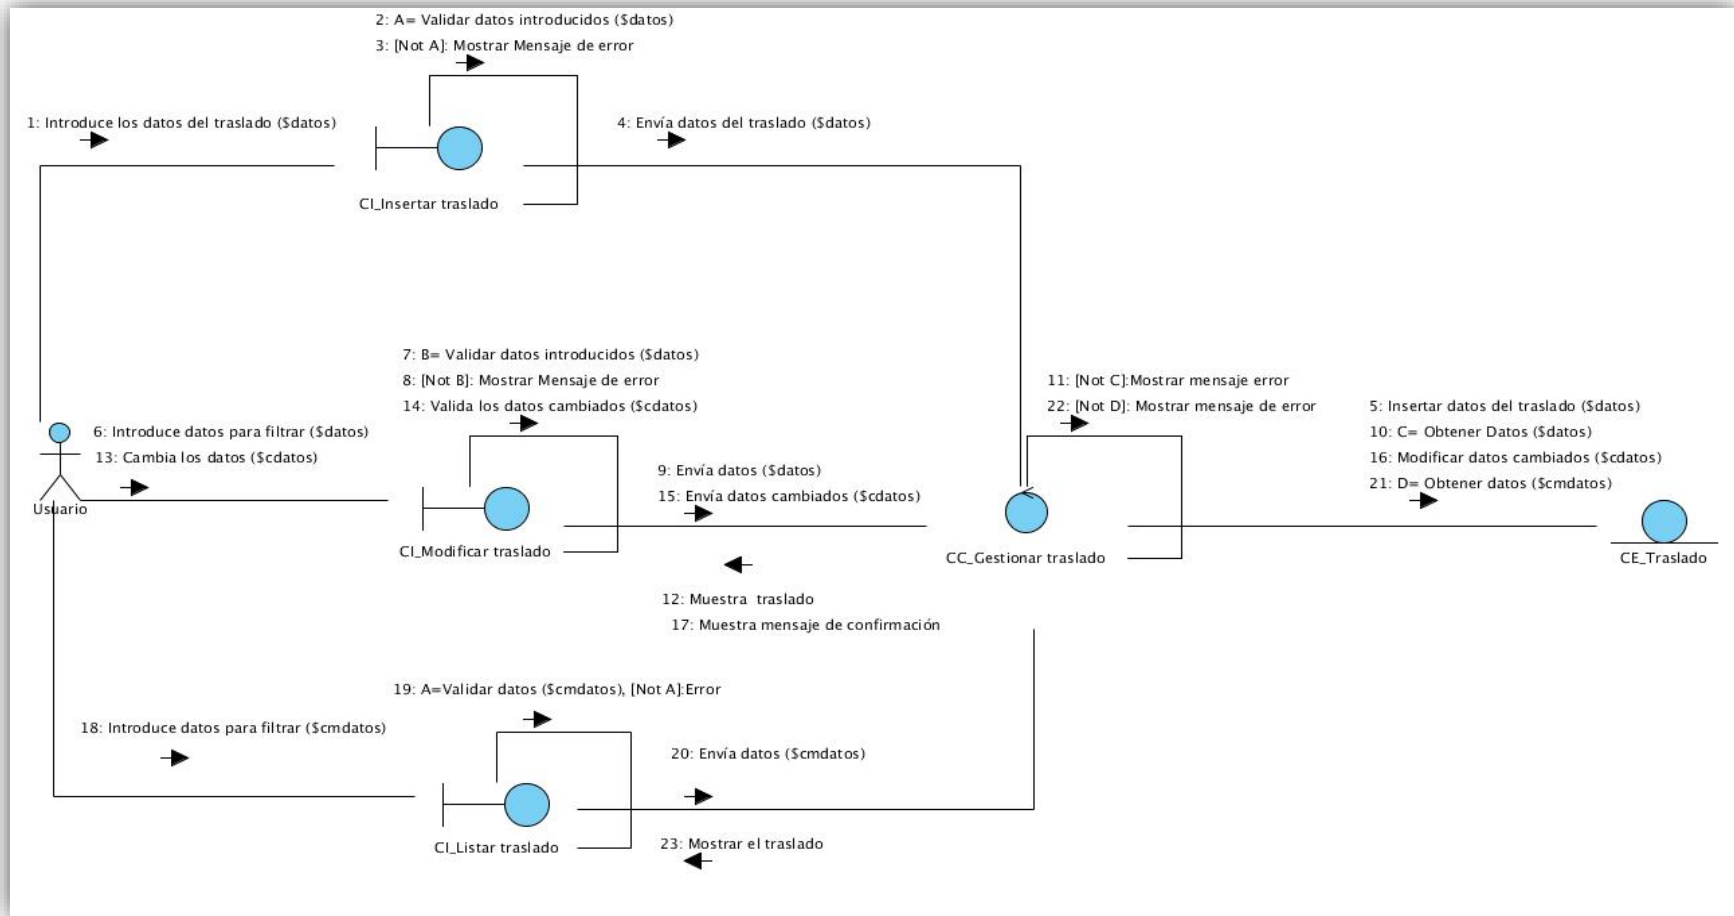 2: A= Validar datos introducidos ($datos)
3: [Not A]: Mostrar Mensaje de error
1: Introduce los datos del traslado ($datos)
4: Envía datos del traslado ($datos)
CI_Insertar traslado
7: B= Validar datos introducidos ($datos)
8: [Not B]: Mostrar Mensaje de error
14: Valida los datos cambiados ($cdatos)
11: [Not C]:Mostrar mensaje error
22: [Not D]: Mostrar mensaje de error
5: Insertar datos del traslado ($datos)
10: C= Obtener Datos ($datos)
16: Modificar datos cambiados ($cdatos)
21: D= Obtener datos ($cmdatos)
6: Introduce datos para filtrar ($datos)
13: Cambia los datos ($cdatos)
9: Envía datos ($datos)
15: Envía datos cambiados ($cdatos)
Usuario
CI_Modificar traslado
CC_Gestionar traslado
CE_Traslado
12: Muestra  traslado
17: Muestra mensaje de confirmación
19: A=Validar datos ($cmdatos), [Not A]:Error
18: Introduce datos para filtrar ($cmdatos)
20: Envía datos ($cmdatos)
CI_Listar traslado
23: Mostrar el traslado